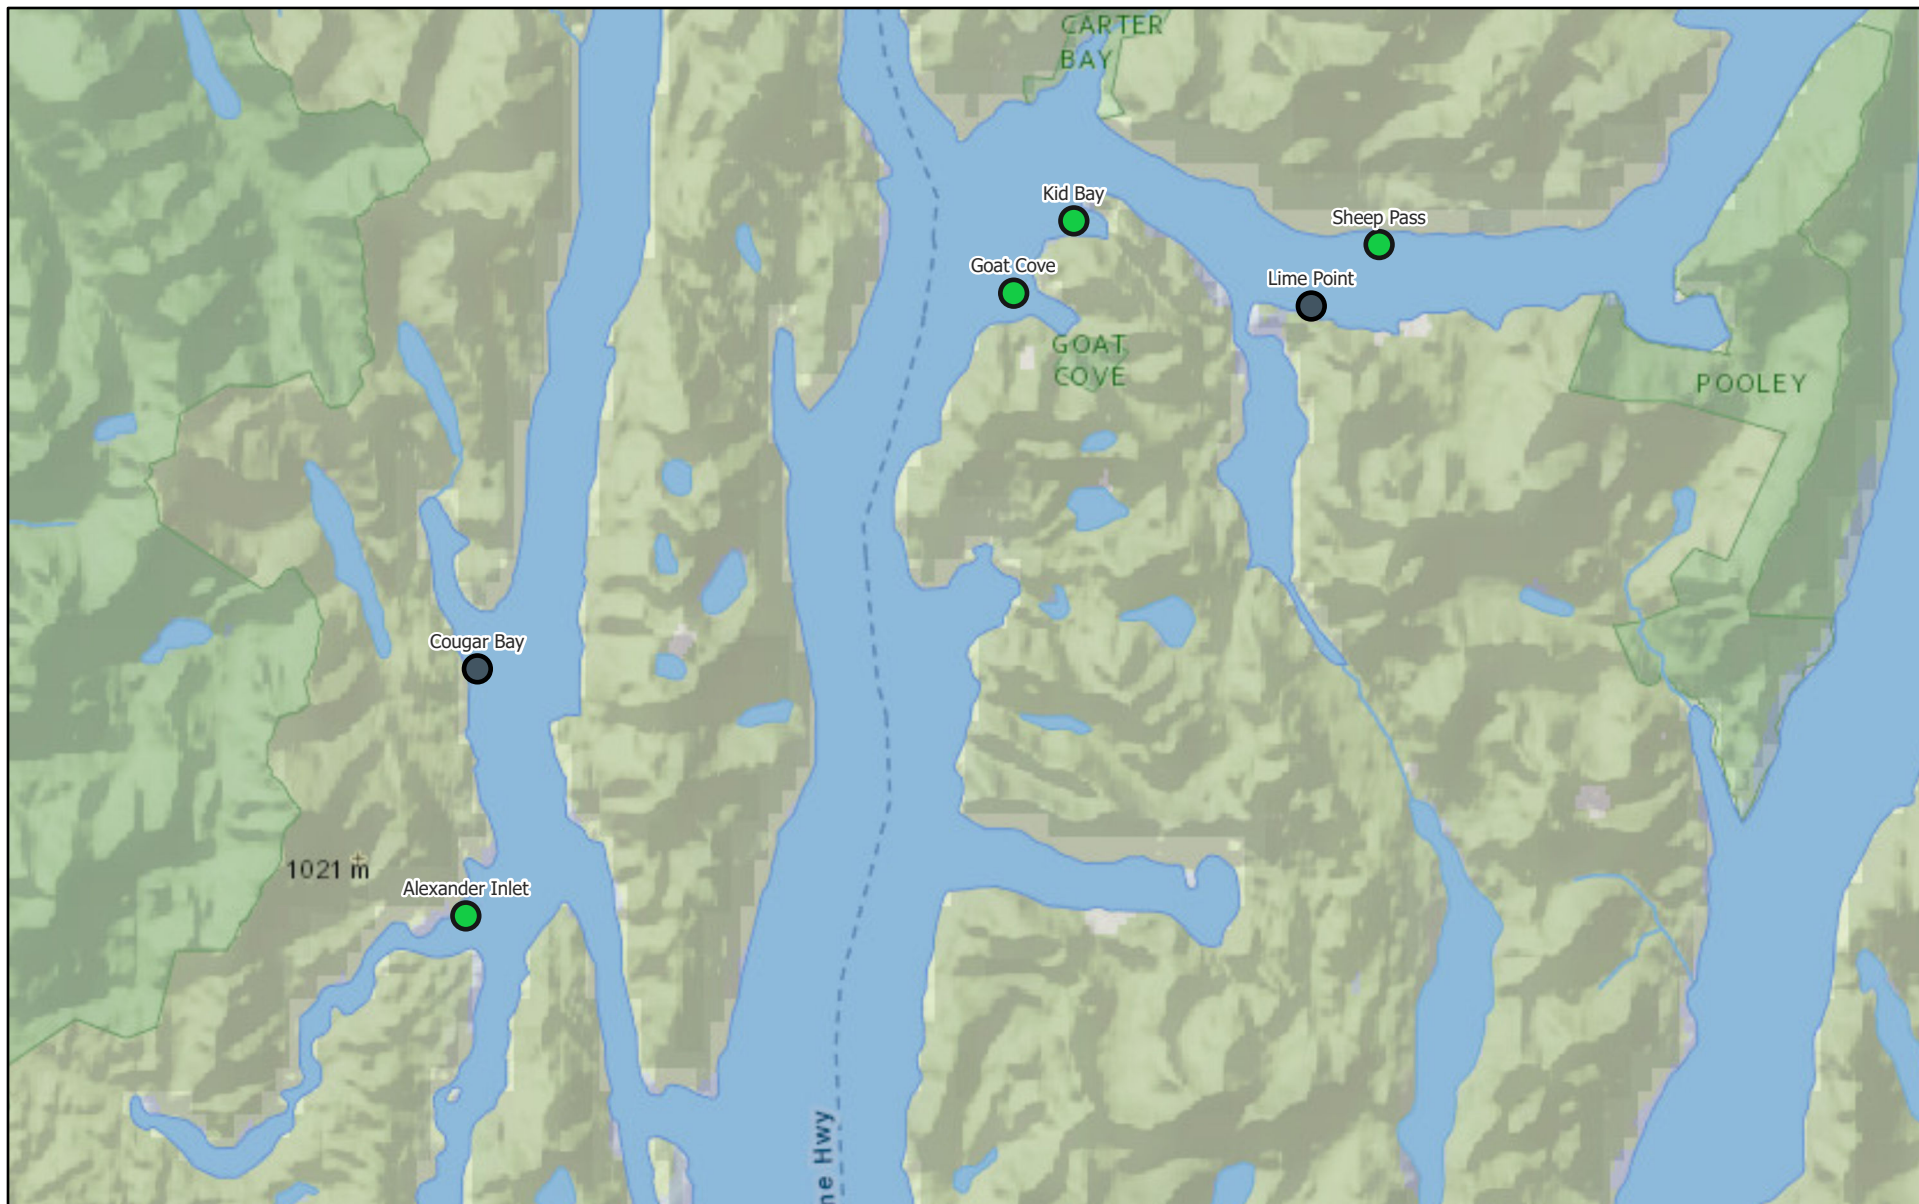 CARTER
BAY
Kid Bay
Sheep Pass
Goat Cove
Lime Point
GOAT
COVE
POOLEY
Cougar Bay
1021 m
Alexander Inlet
Hwy